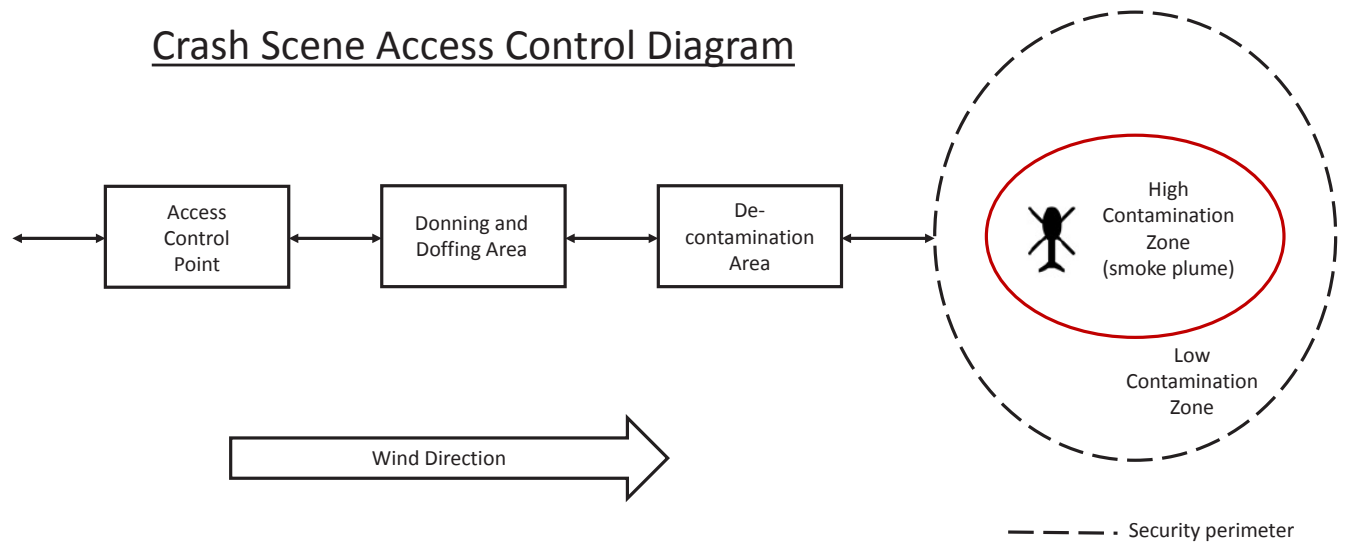 Crash Scene Access Control Diagram
Access
Control
Point
Donning and
Doffing Area
De-
contamination
Area
High
Contamination
Zone
(smoke plume)
Low
Contamination
Zone
Wind Direction
Security perimeter